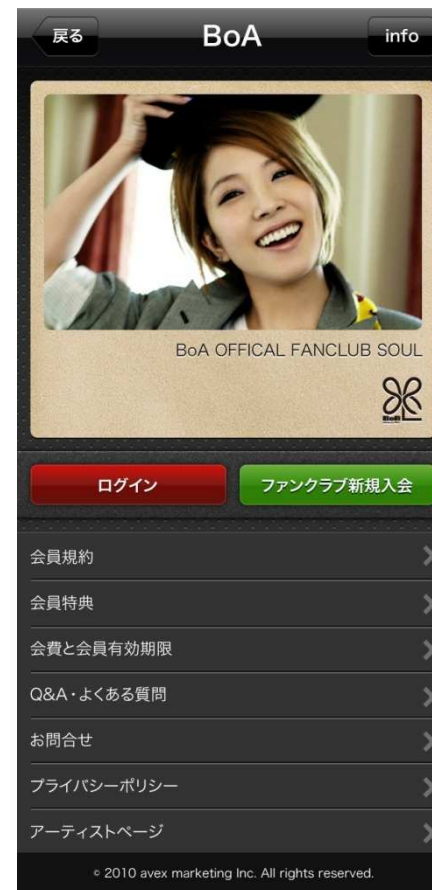 戻る
BoA
info
BoA OFFICAL FANCLUB SOUL
ログイン
ファンクラブ新規入会
会員規約
会員特典
会費と会員有効期限
Q&A・よくある質問
お問合せ
プライバシーポリシー
アーティストページ
© 2010 avex marketing Inc. All rights reserved.